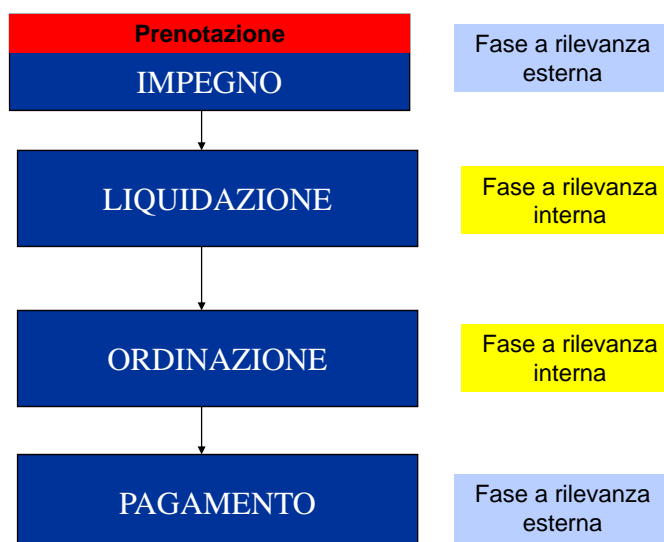 Prenotazione
IMPEGNO
Fase a rilevanza
esterna
LIQUIDAZIONE
Fase a rilevanza
interna
ORDINAZIONE
Fase a rilevanza
interna
PAGAMENTO
Fase a rilevanza
esterna